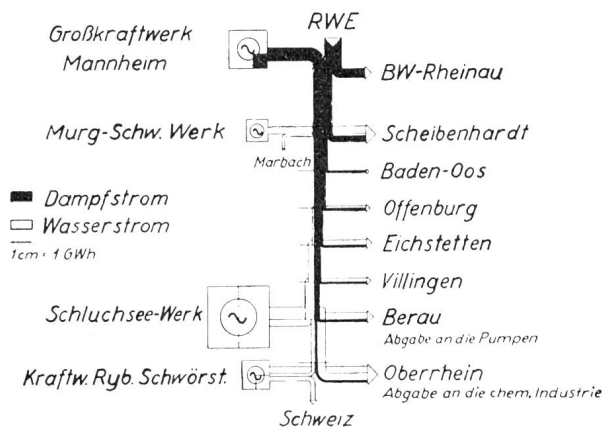 RWE
Großkraftwerk
Mannheim
BW-Rheinau
Murg-Schw. Werk
Scheibenhardt
Marbach
Baden-Oos
Dampfstrom
Offenburg
Wasserstrom
1cm = 1 GWh
Eichstetten
Villingen
Schluchsee-Werk
Berau
Abgabe an die Pumpen
Kraftw. Ryb. Schwörst.
Oberrhein
Abgabe an die chem. Industrie
Schweiz